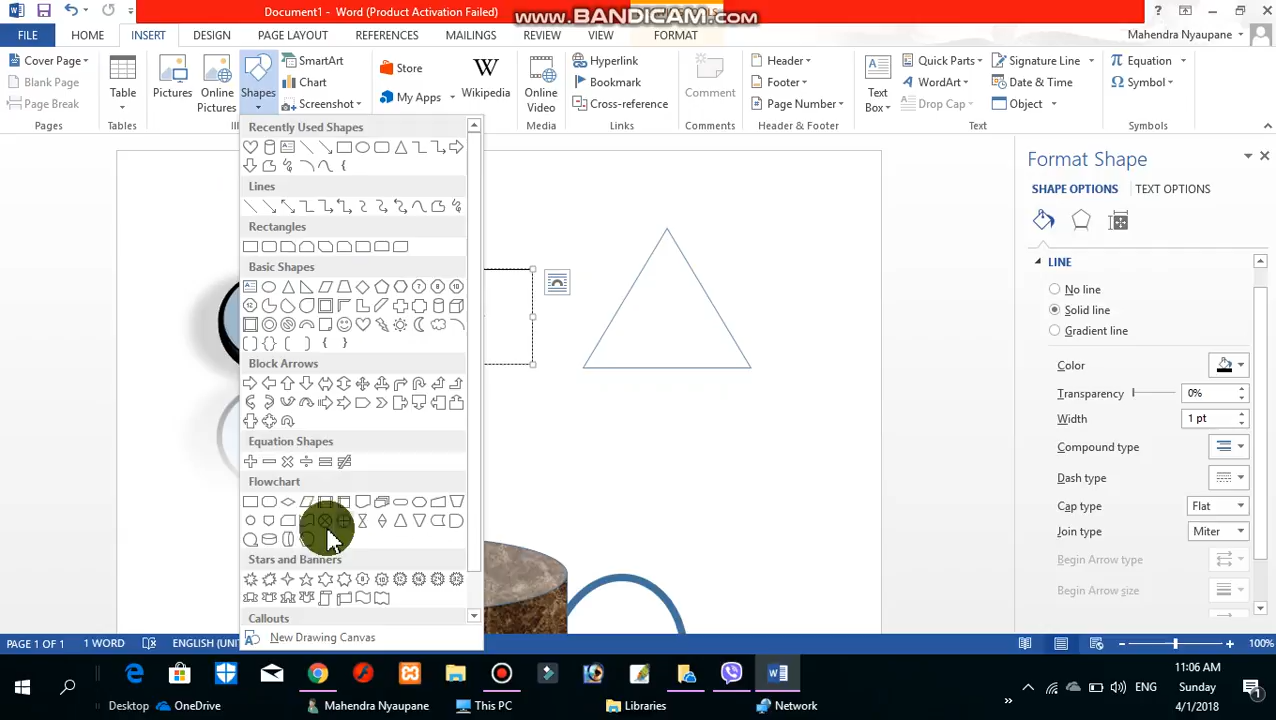 Document1 - Word (Product Activation Failed)
www.BANDICAM.com
FILE HOME INSERT DESIGN PAGE LAYOUT REFERENCES MAILINGS REVIEW VIEW FORMAT
Mahendra Nyaupane
Cover Page
Blank Page
Page Break
Pages
Table
Tables
Pictures
Online Pictures
Shapes
SmartArt
Chart
Screenshot
Store
My Apps
Wikipedia
Online Video
Media
Hyperlink
Bookmark
Cross-reference
Links
Comment
Comments
Header
Footer
Page Number
Header & Footer
Text Box
Quick Parts
WordArt
Drop Cap
Signature Line
Date & Time
Object
Text
Equation
Symbol
Symbols
Recently Used Shapes
Lines
Rectangles
Basic Shapes
Block Arrows
Equation Shapes
Flowchart
Stars and Banners
Callouts
New Drawing Canvas
Format Shape
SHAPE OPTIONS TEXT OPTIONS
LINE
No line
Solid line
Gradient line
Color
Transparency 0%
Width 1 pt
Compound type
Dash type
Cap type Flat
Join type Miter
Begin Arrow type
Begin Arrow size
PAGE 1 OF 1 1 WORD ENGLISH (UNI
100%
11:06 AM
ENG Sunday
4/1/2018
Desktop OneDrive Mahendra Nyaupane This PC Libraries Network